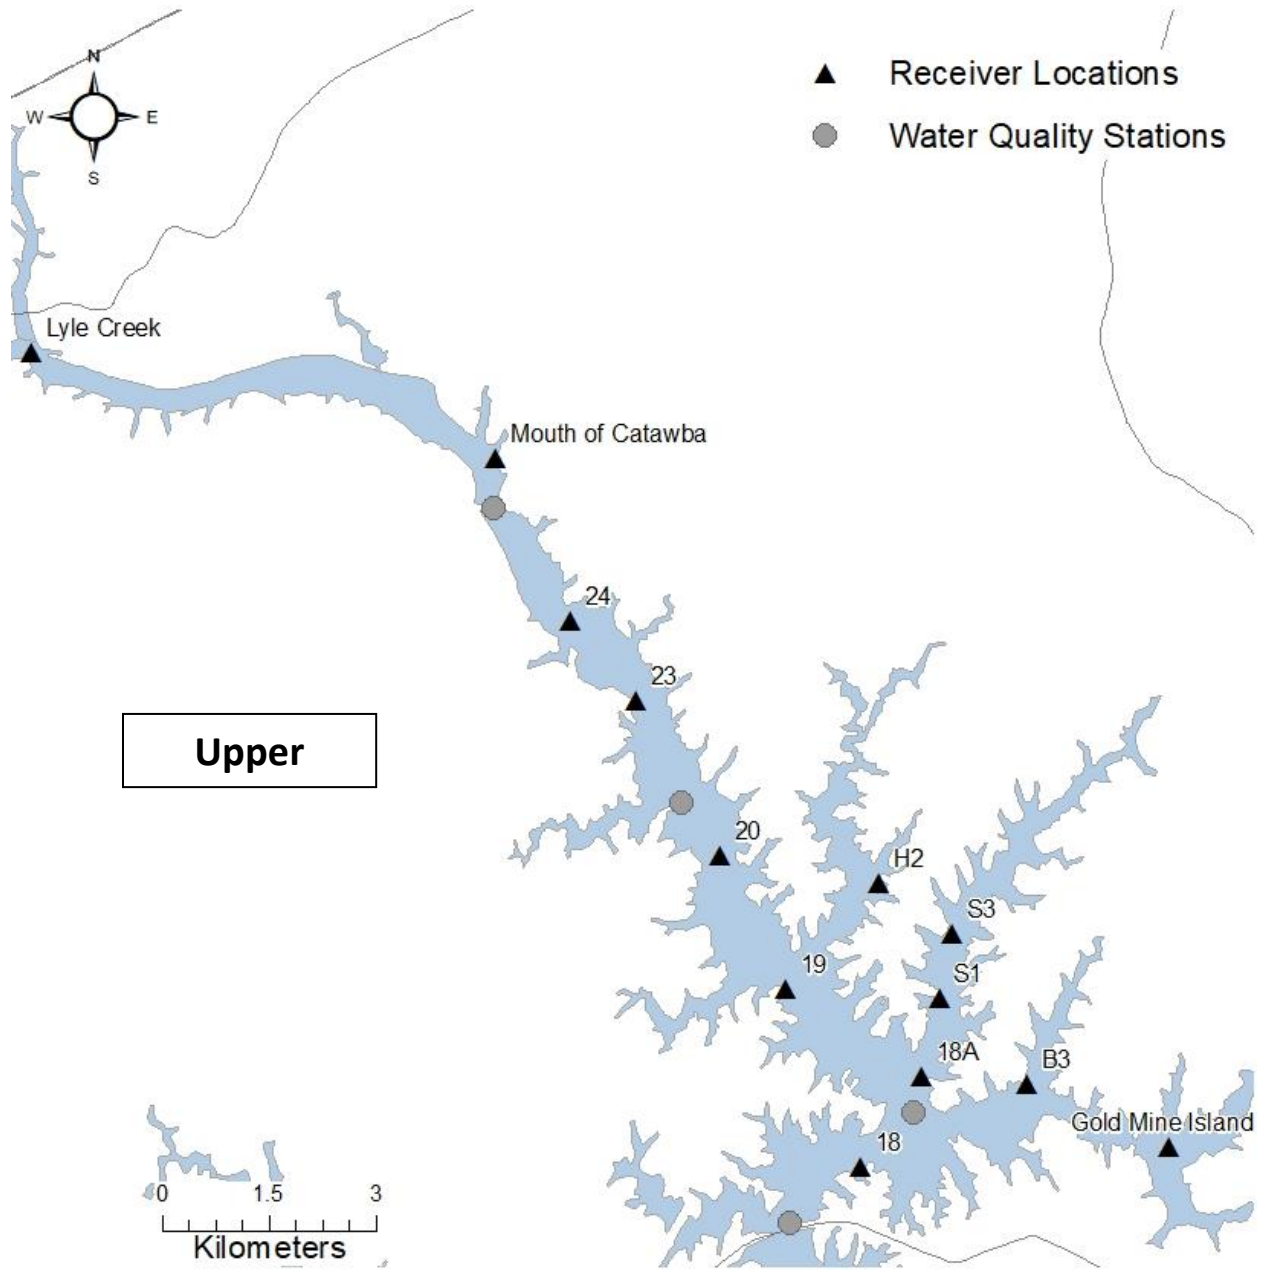 N
W E
S
Receiver Locations
Water Quality Stations
Lyle Creek
Mouth of Catawba
24
23
Upper
20
H2
S3
19
S1
18A
B3
Gold Mine Island
18
0 1.5 3
Kilometers